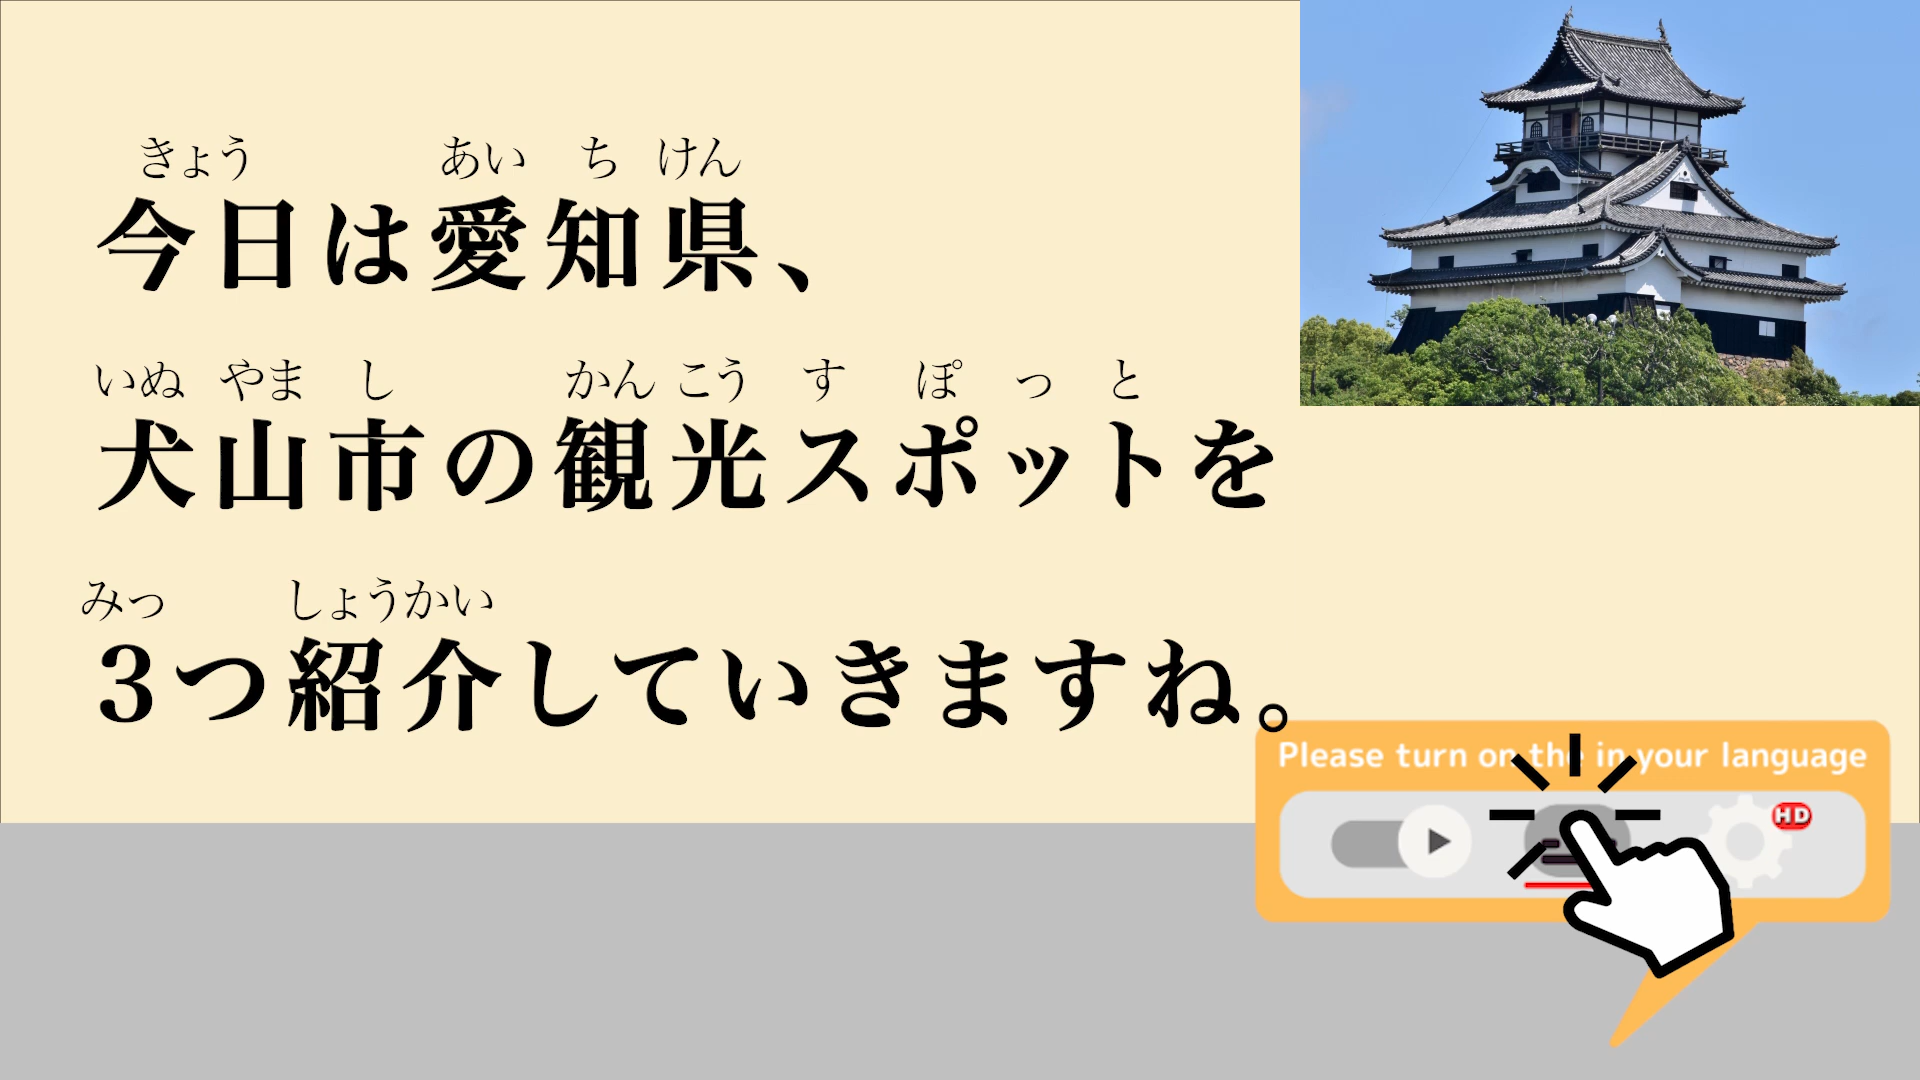 きょう あい ち けん
今日は愛知県、
いぬ やま し かん こう す ぽ っ と
犬山市の観光スポットを
みっ しょうかい
3つ紹介していきますね。
Please turn on the in your language
HD